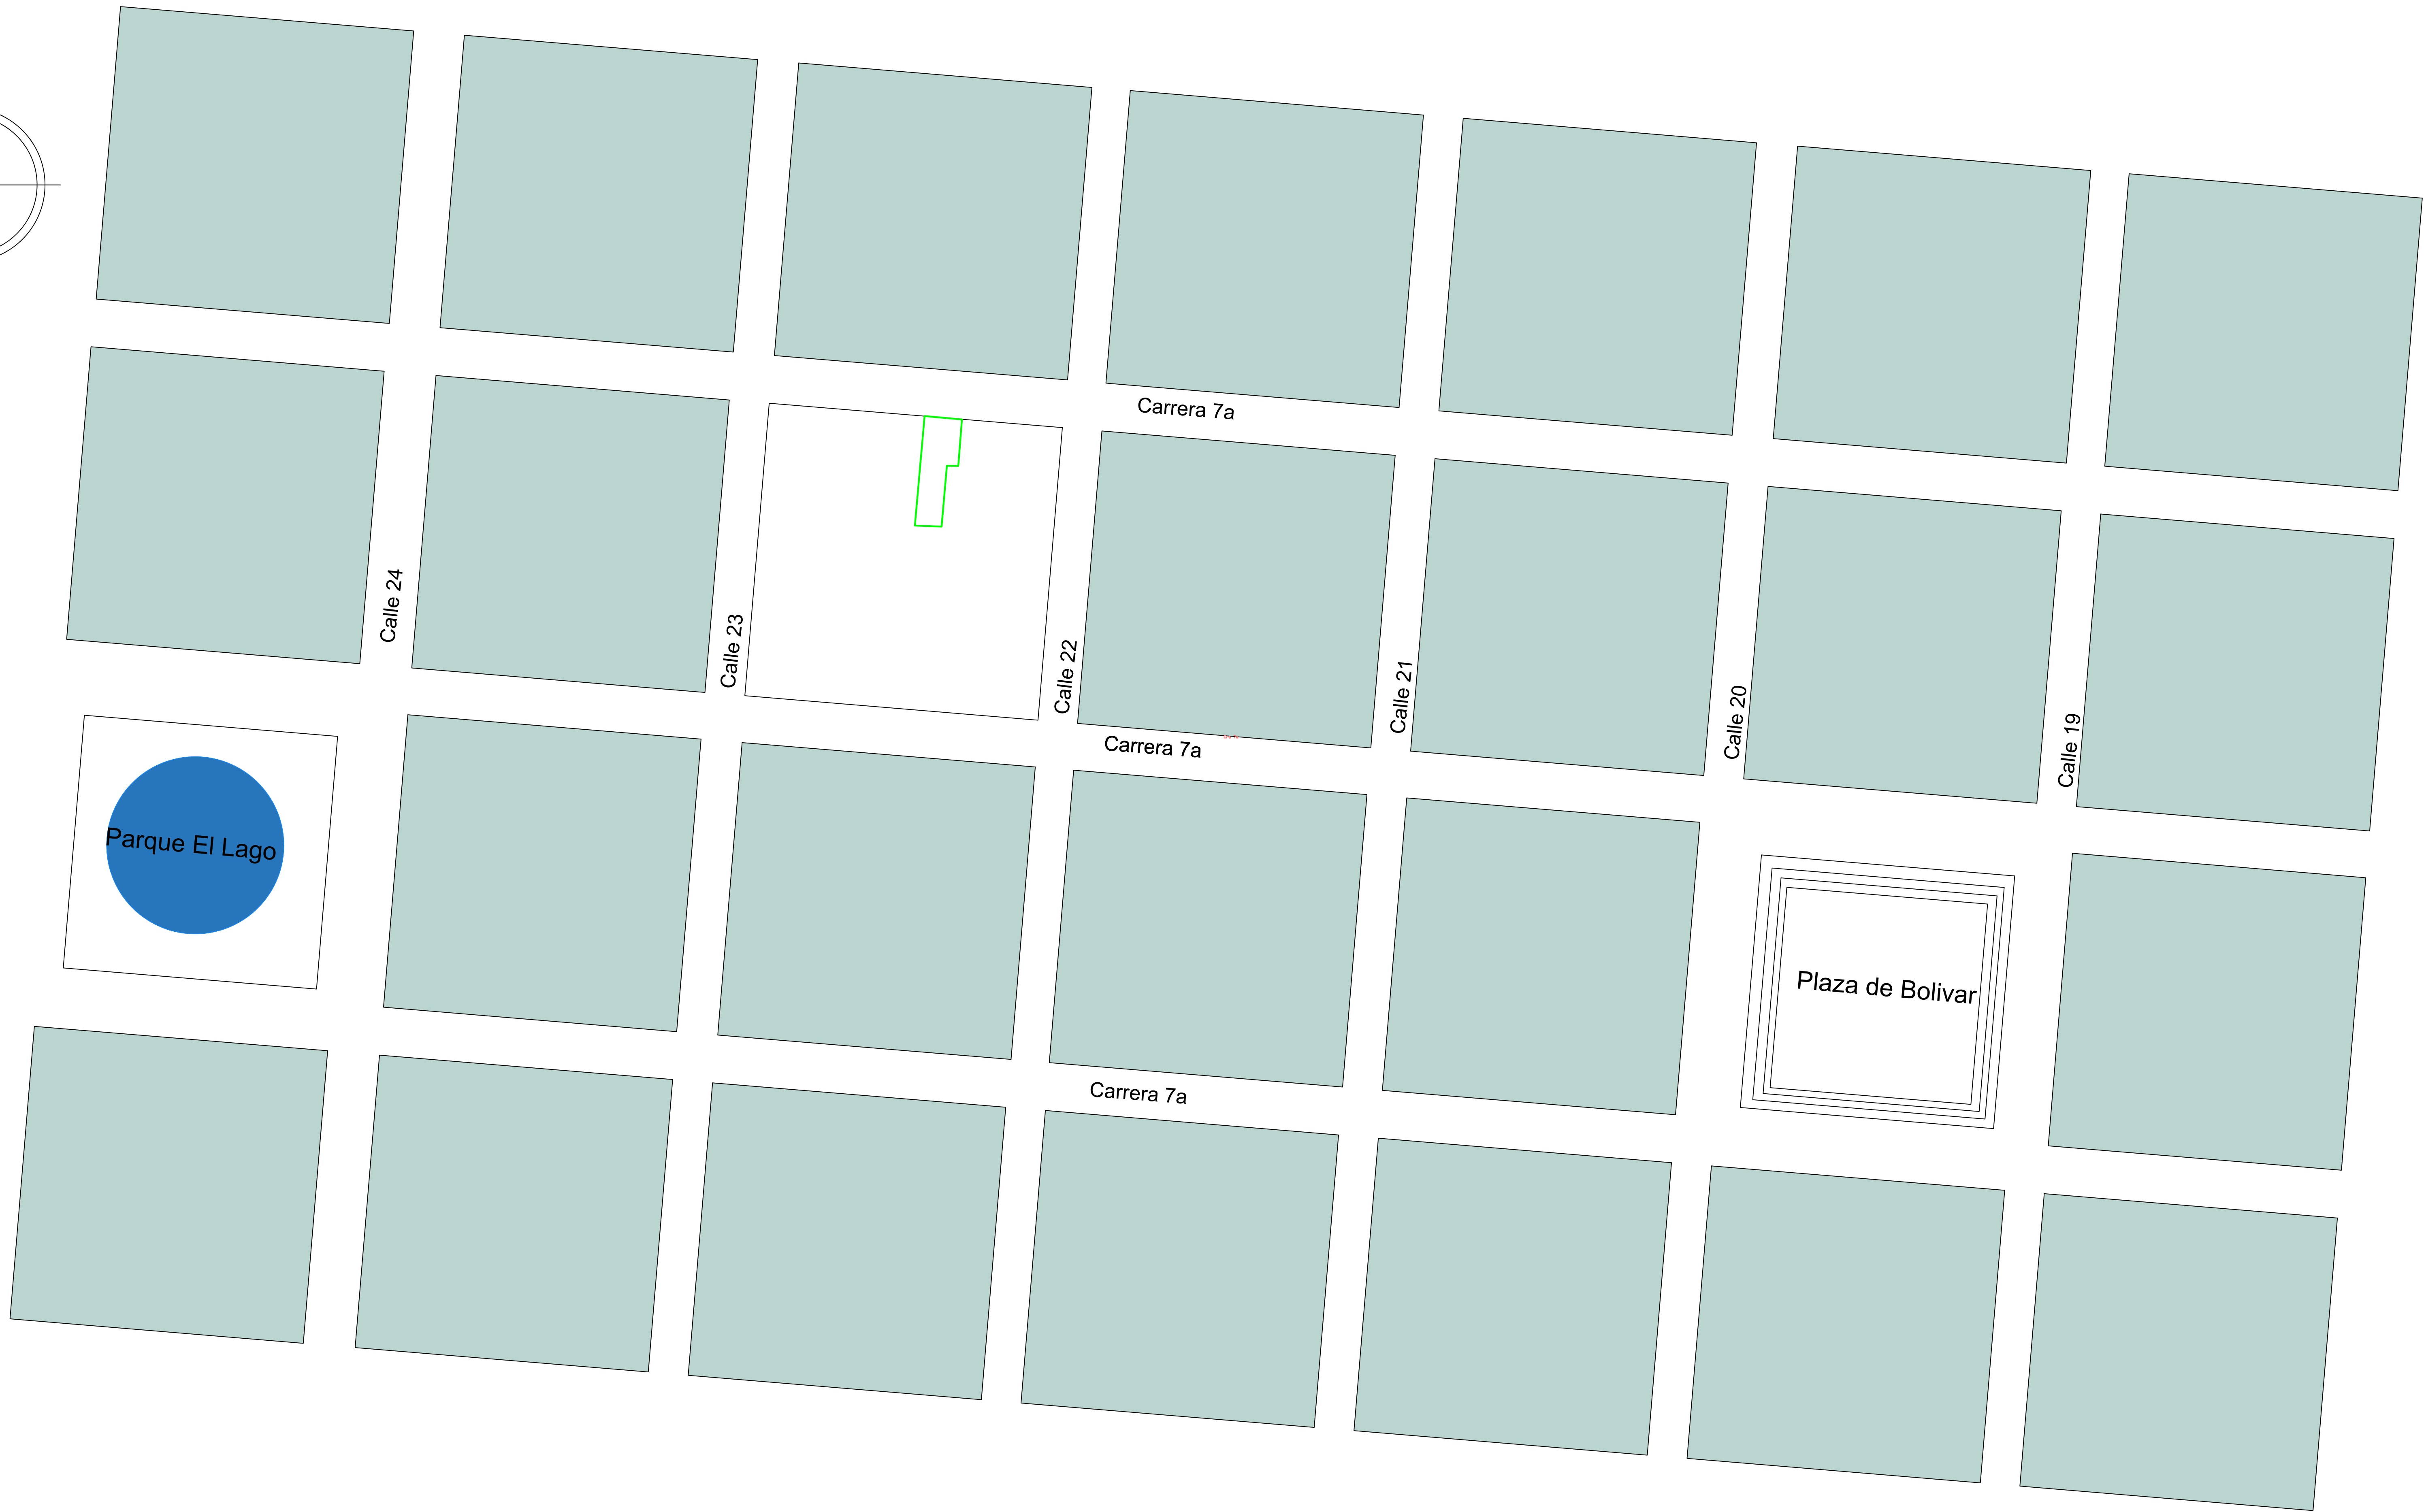 Carrera 7a
Calle 24
Calle 23
Calle 22
Calle 21
Calle 20
Calle 19
Carrera 7a
Parque El Lago
Plaza de Bolivar
Carrera 7a